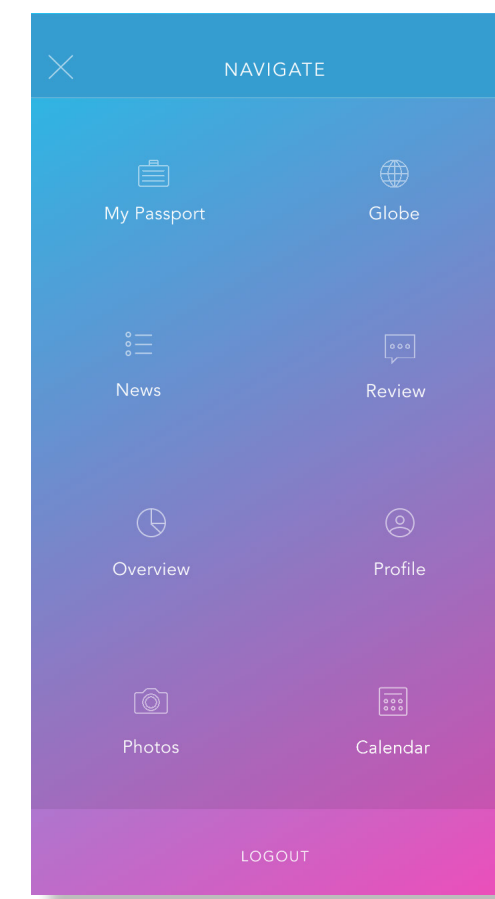 NAVIGATE
My Passport
Globe
News
Review
Overview
Profile
Photos
Calendar
LOGOUT